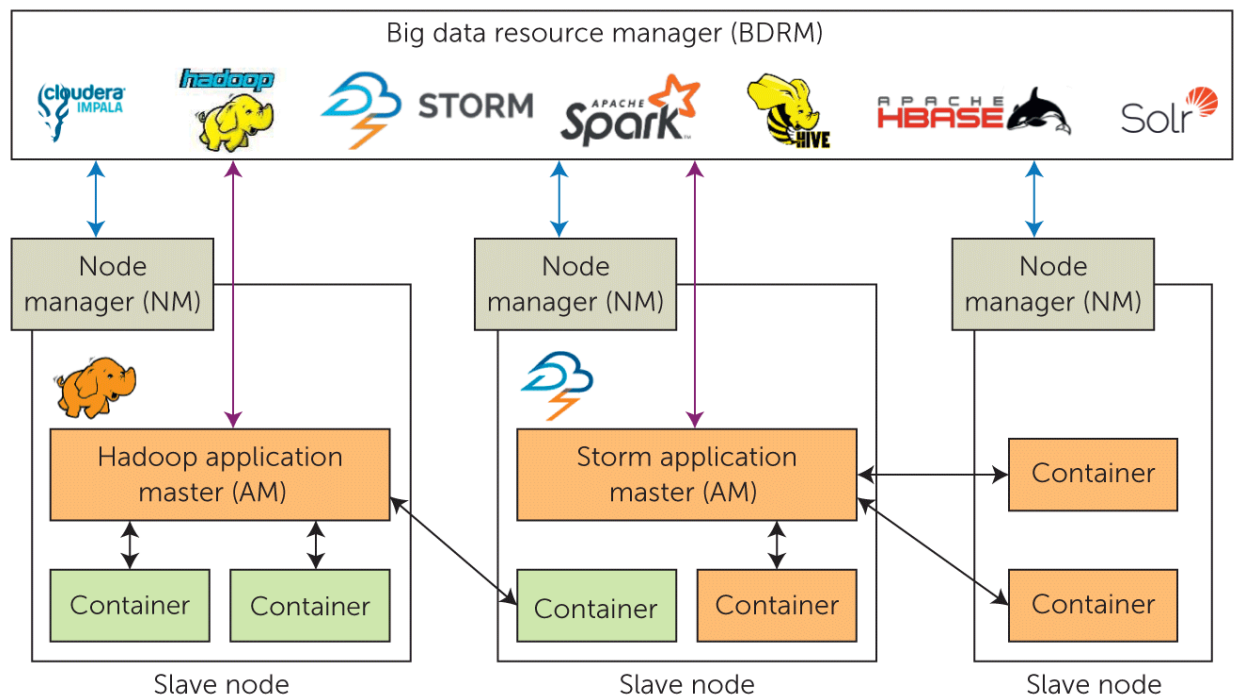 Big data resource manager (BDRM)
cloudera
IMPALA
hadoop
STORM
APACHE
Spark™
HIVE
APACHE
HBASE
Solr
Node
manager (NM)
Node
manager (NM)
Node
manager (NM)
Hadoop application
master (AM)
Storm application
master (AM)
Container
Container
Container
Container
Container
Container
Slave node
Slave node
Slave node